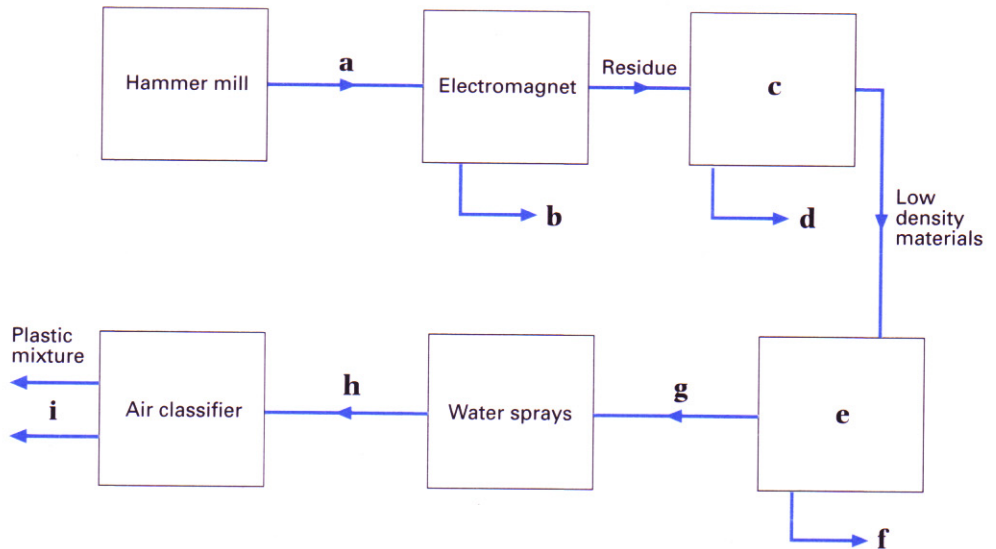 Hammer mill
a
Electromagnet
b
Residue
c
d
Low
density
materials
e
f
g
Water sprays
h
Air classifier
Plastic
mixture
i